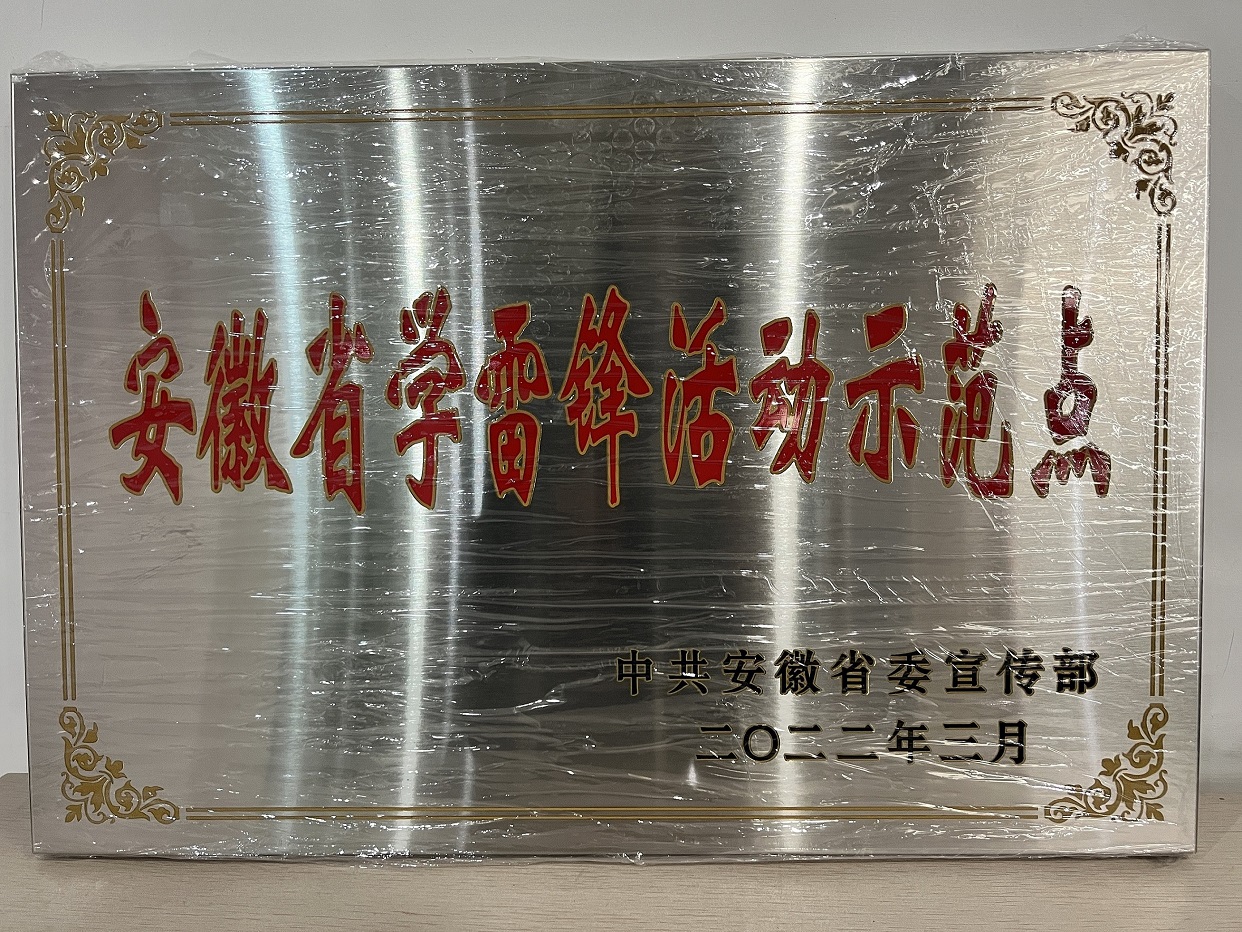 安徽省学雷锋活动示范点
中共安徽省委宣传部
二〇二二年三月